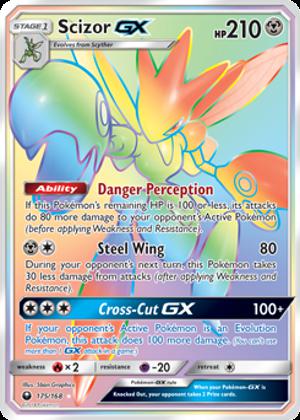 STAGE 1 Scizor GX HP 210
Evolves from Scyther
Ability Danger Perception
If this Pokémon's remaining HP is 100 or less, its attacks
do 80 more damage to your opponent's Active Pokémon
(before applying Weakness and Resistance).
Steel Wing 80
During your opponent's next turn, this Pokémon takes
30 less damage from attacks (after applying Weakness and
Resistance).
Cross-Cut GX 100+
If your opponent's Active Pokémon is an Evolution
Pokémon, this attack does 100 more damage. (You can't use
more than 1 GX attack in a game.)
weakness ×2 resistance -20 retreat
Illus. 5ban Graphics
Pokémon-GX rule
When your Pokémon-GX is
Knocked Out, your opponent takes 2 Prize cards.
175/168